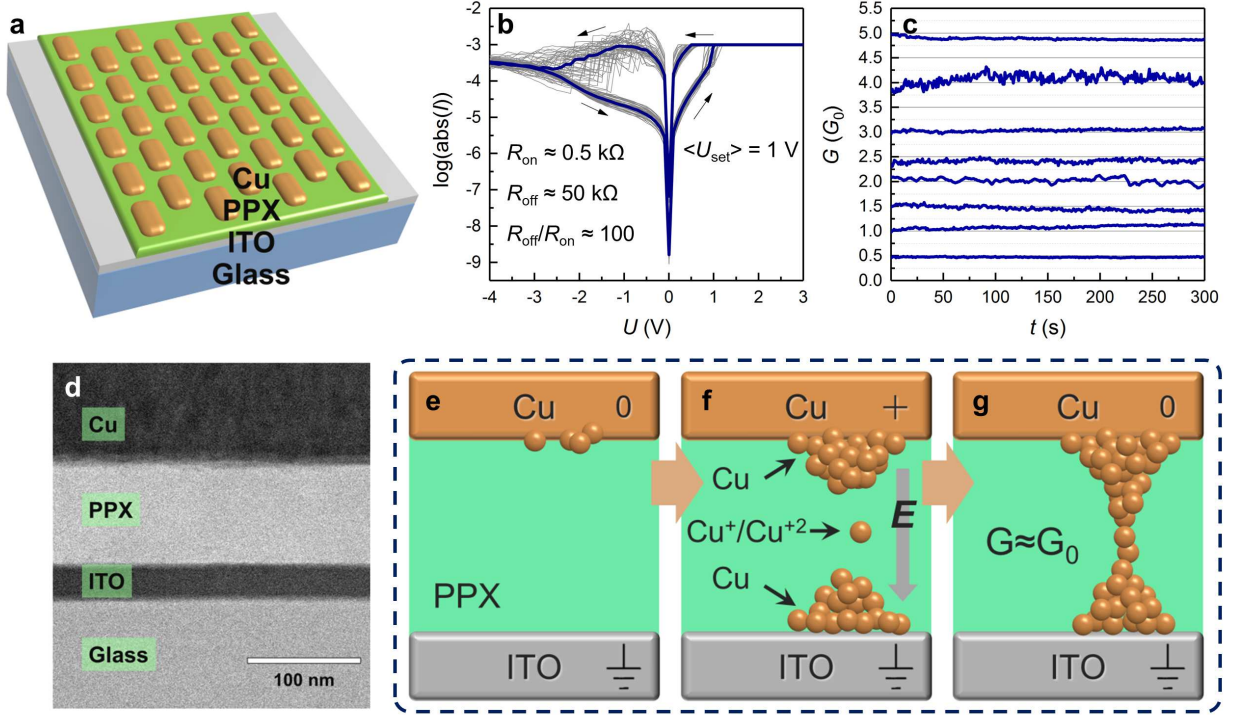 a
Cu
PPX
ITO
Glass
b
log(abs(I))
-2
-3
-4
-5
-6
-7
-8
-9
R_on ≈ 0.5 kΩ
<U_set> = 1 V
R_off ≈ 50 kΩ
R_off/R_on ≈ 100
-4 -3 -2 -1 0 1 2 3
U (V)
c
G (G_0)
5.5
5.0
4.5
4.0
3.5
3.0
2.5
2.0
1.5
1.0
0.5
0.0
0 50 100 150 200 250 300
t (s)
d
Cu
PPX
ITO
Glass
100 nm
e
Cu 0
PPX
ITO
f
Cu +
Cu
E
Cu⁺/Cu⁺²
Cu
ITO
g
Cu 0
G≈G₀
ITO